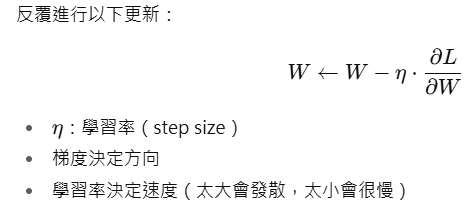 反覆進行以下更新：
W ← W − η · ∂L/∂W
• η：學習率（step size）
• 梯度決定方向
• 學習率決定速度（太大會發散，太小會很慢）